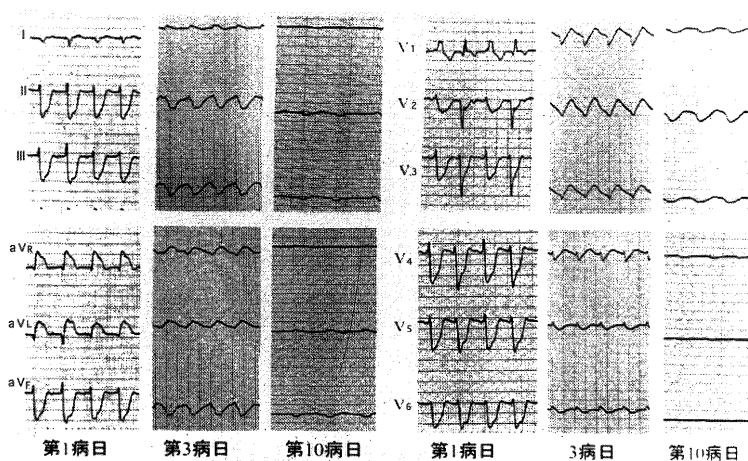 I
II
III
aVR
aVL
aVF
第1病日
第3病日
第10病日
V1
V2
V3
V4
V5
V6
第1病日
3病日
第10病日